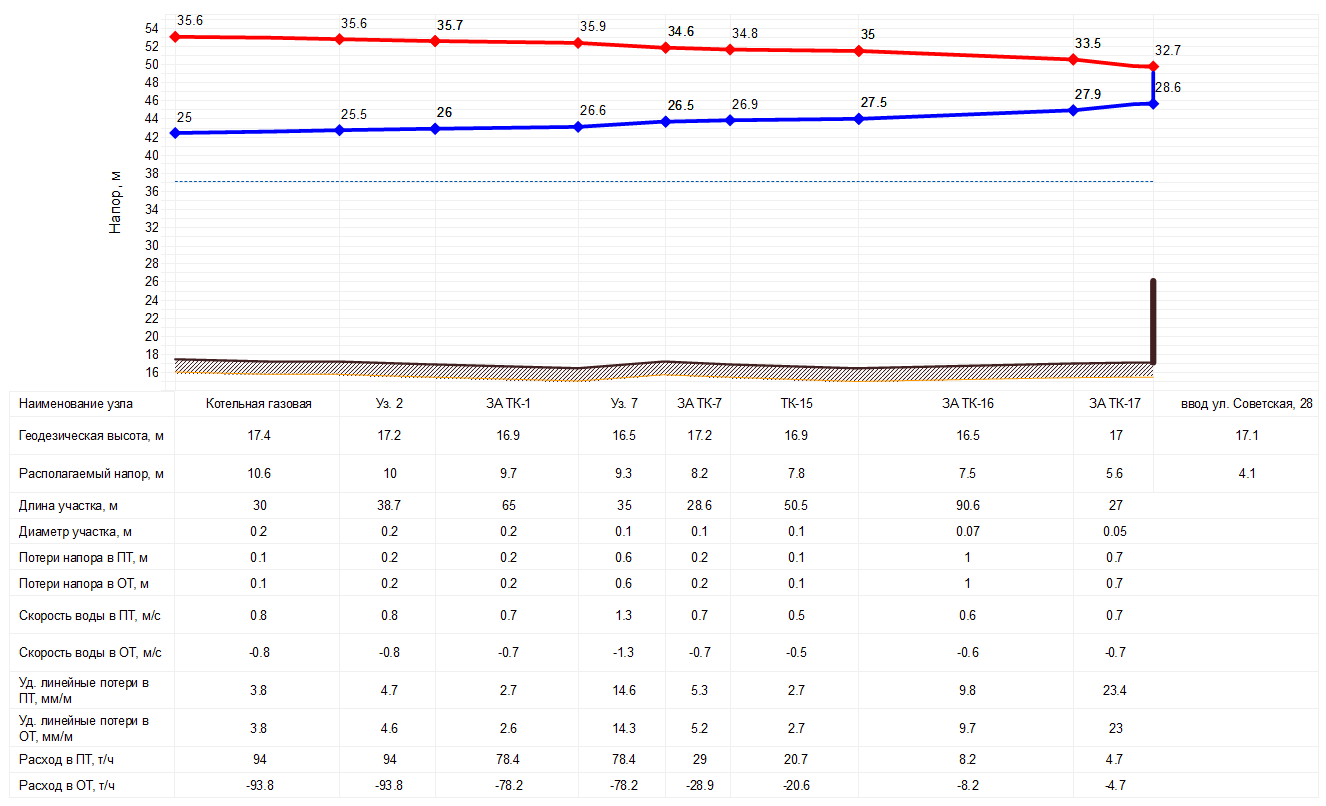 35.6 35.6 35.7 35.9 34.6 34.8 35 33.5 32.7
25 25.5 26 26.6 26.5 26.9 27.5 27.9 28.6
Напор, м
54
52
50
48
46
44
42
40
38
36
34
32
30
28
26
24
22
20
18
16
Наименование узла Котельная газовая Уз. 2 ЗА ТК-1 Уз. 7 ЗА ТК-7 ТК-15 ЗА ТК-16 ЗА ТК-17 ввод ул. Советская, 28
Геодезическая высота, м 17.4 17.2 16.9 16.5 17.2 16.9 16.5 17 17.1
Располагаемый напор, м 10.6 10 9.7 9.3 8.2 7.8 7.5 5.6 4.1
Длина участка, м 30 38.7 65 35 28.6 50.5 90.6 27
Диаметр участка, м 0.2 0.2 0.2 0.1 0.1 0.1 0.07 0.05
Потери напора в ПТ, м 0.1 0.2 0.2 0.6 0.2 0.1 1 0.7
Потери напора в ОТ, м 0.1 0.2 0.2 0.6 0.2 0.1 1 0.7
Скорость воды в ПТ, м/с 0.8 0.8 0.7 1.3 0.7 0.5 0.6 0.7
Скорость воды в ОТ, м/с -0.8 -0.8 -0.7 -1.3 -0.7 -0.5 -0.6 -0.7
Уд. линейные потери в
ПТ, мм/м 3.8 4.7 2.7 14.6 5.3 2.7 9.8 23.4
Уд. линейные потери в
ОТ, мм/м 3.8 4.6 2.6 14.3 5.2 2.7 9.7 23
Расход в ПТ, т/ч 94 94 78.4 78.4 29 20.7 8.2 4.7
Расход в ОТ, т/ч -93.8 -93.8 -78.2 -78.2 -28.9 -20.6 -8.2 -4.7